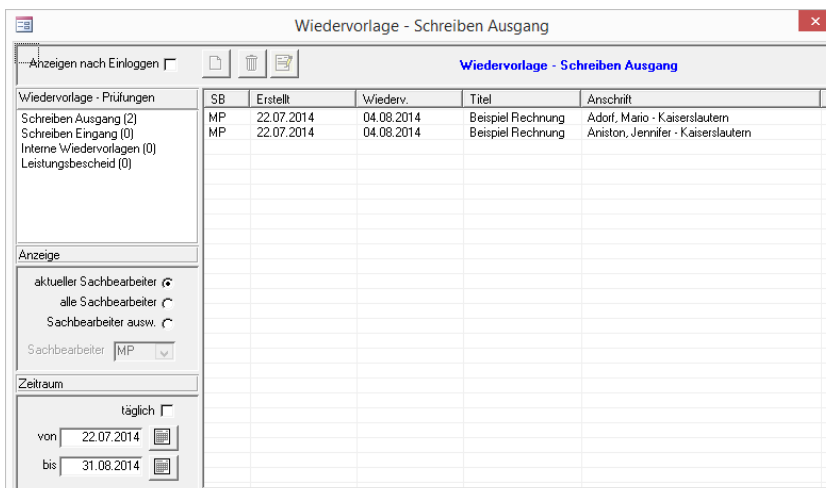 Wiedervorlage - Schreiben Ausgang
Anzeigen nach Einloggen
Wiedervorlage - Schreiben Ausgang
Wiedervorlage - Prüfungen
Schreiben Ausgang (2)
Schreiben Eingang (0)
Interne Wiedervorlagen (0)
Leistungsbescheid (0)
SB Erstellt Wiederv. Titel Anschrift
MP 22.07.2014 04.08.2014 Beispiel Rechnung Adorf, Mario - Kaiserslautern
MP 22.07.2014 04.08.2014 Beispiel Rechnung Aniston, Jennifer - Kaiserslautern
Anzeige
aktueller Sachbearbeiter
alle Sachbearbeiter
Sachbearbeiter ausw.
Sachbearbeiter MP
Zeitraum
täglich
von 22.07.2014
bis 31.08.2014